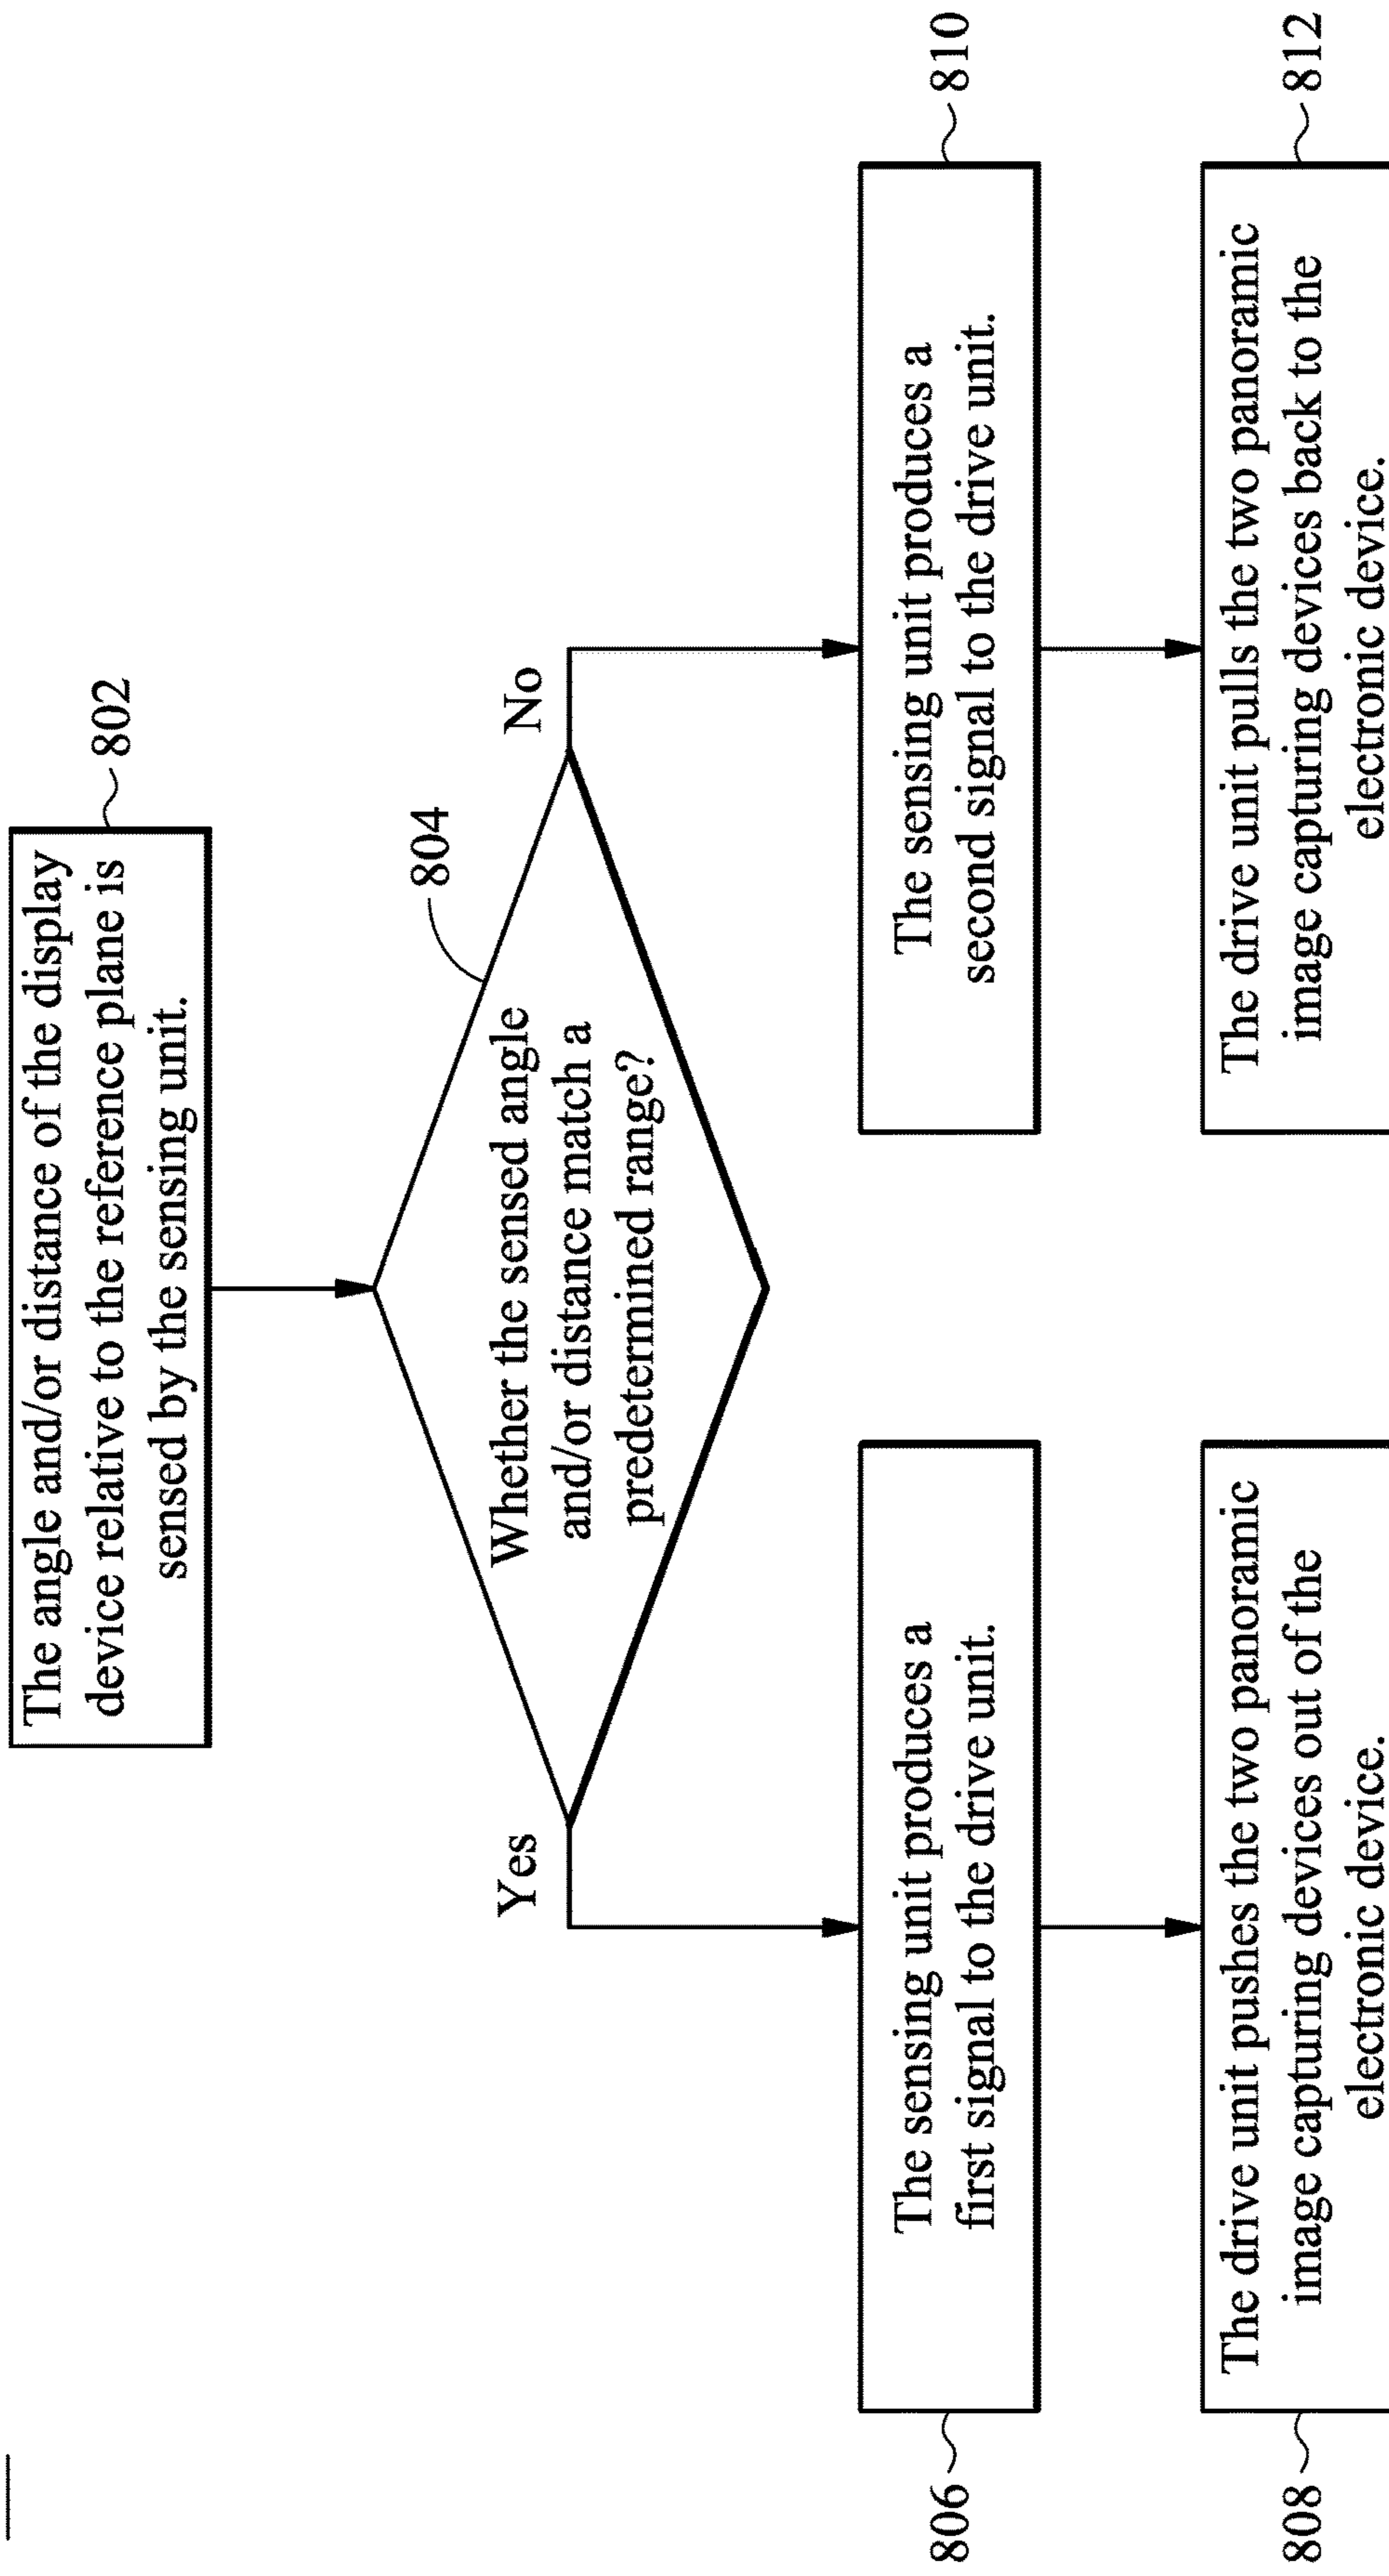 The angle and/or distance of the display
device relative to the reference plane is
sensed by the sensing unit.
802
804
Whether the sensed angle
and/or distance match a
predetermined range?
Yes
No
The sensing unit produces a
first signal to the drive unit.
806
The drive unit pushes the two panoramic
image capturing devices out of the
electronic device.
808
The sensing unit produces a
second signal to the drive unit.
810
The drive unit pulls the two panoramic
image capturing devices back to the
electronic device.
812